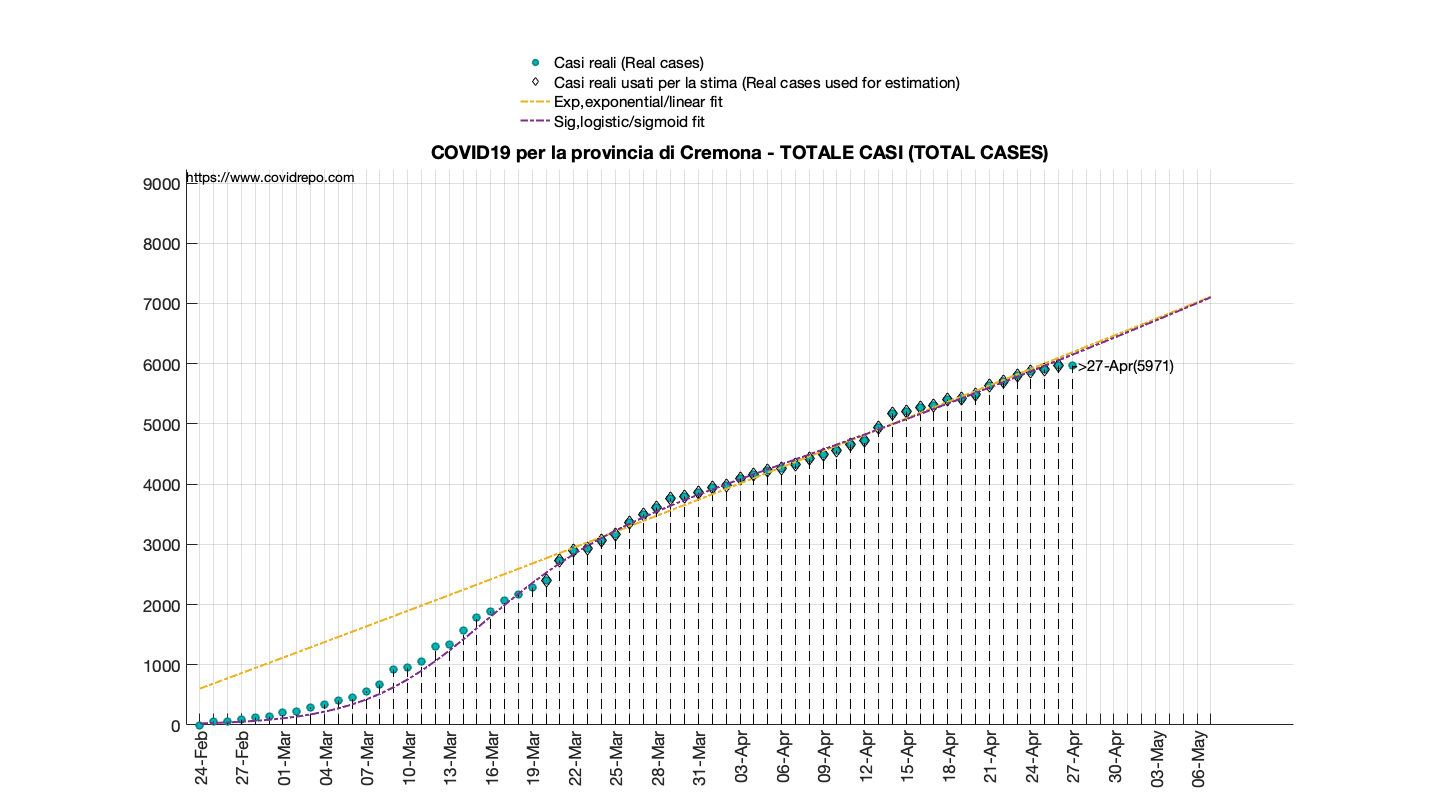 Casi reali (Real cases)
Casi reali usati per la stima (Real cases used for estimation)
Exp,exponential/linear fit
Sig,logistic/sigmoid fit
COVID19 per la provincia di Cremona - TOTALE CASI (TOTAL CASES)
https://www.covidrepo.com
9000
8000
7000
6000
5000
4000
3000
2000
1000
0
>27-Apr(5971)
24-Feb
27-Feb
01-Mar
04-Mar
07-Mar
10-Mar
13-Mar
16-Mar
19-Mar
22-Mar
25-Mar
28-Mar
31-Mar
03-Apr
06-Apr
09-Apr
12-Apr
15-Apr
18-Apr
21-Apr
24-Apr
27-Apr
30-Apr
03-May
06-May